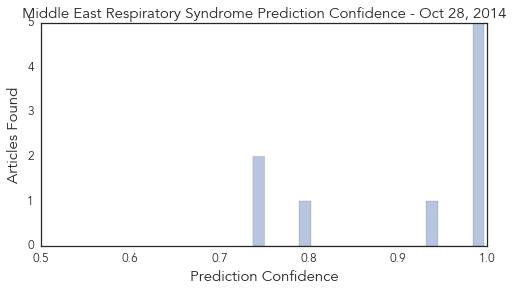 Middle East Respiratory Syndrome Prediction Confidence - Oct 28, 2014
5
4
3
2
1
0
Articles Found
0.5 0.6 0.7 0.8 0.9 1.0
Prediction Confidence